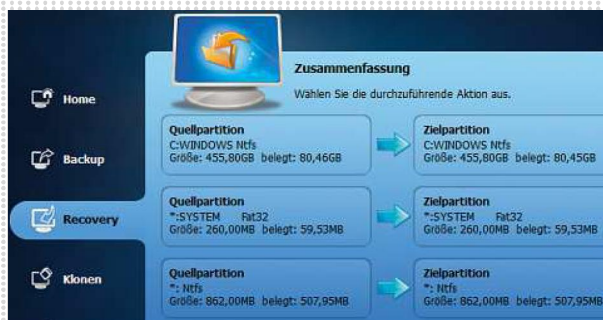 Zusammenfassung
Wählen Sie die durchzuführende Aktion aus.
Home
Backup
Recovery
Klonen
Quellpartition
C:WINDOWS Ntfs
Größe: 455,80GB belegt: 80,46GB
Zielpartition
C:WINDOWS Ntfs
Größe: 455,80GB belegt: 80,45GB
Quellpartition
*:SYSTEM Fat32
Größe: 260,00MB belegt: 59,53MB
Zielpartition
*:SYSTEM Fat32
Größe: 260,00MB belegt: 59,53MB
Quellpartition
*: Ntfs
Größe: 862,00MB belegt: 507,95MB
Zielpartition
*: Ntfs
Größe: 862,00MB belegt: 507,95MB